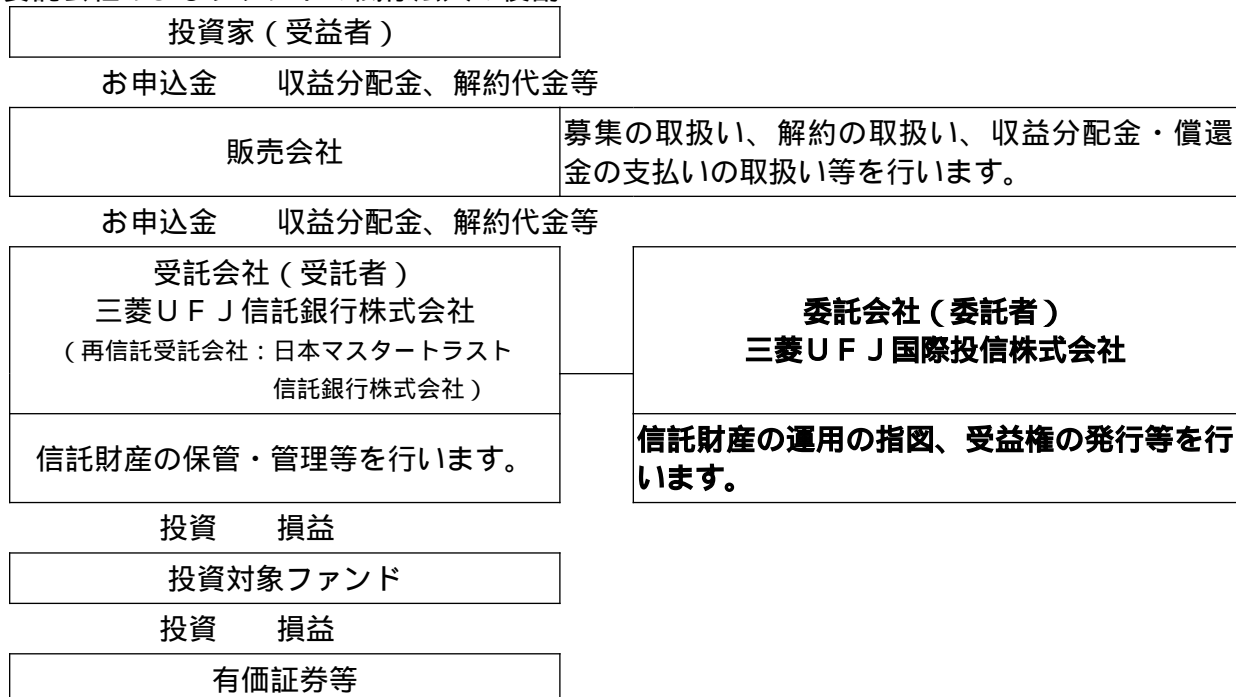 投資家（受益者）
お申込金　収益分配金、解約代金等
販売会社
募集の取扱い、解約の取扱い、収益分配金・償還
金の支払いの取扱い等を行います。
お申込金　収益分配金、解約代金等
受託会社（受託者）
三菱ＵＦＪ信託銀行株式会社
（再信託受託会社：日本マスタートラスト
信託銀行株式会社）
委託会社（委託者）
三菱ＵＦＪ国際投信株式会社
信託財産の保管・管理等を行います。
信託財産の運用の指図、受益権の発行等を行
います。
投資　損益
投資対象ファンド
投資　損益
有価証券等